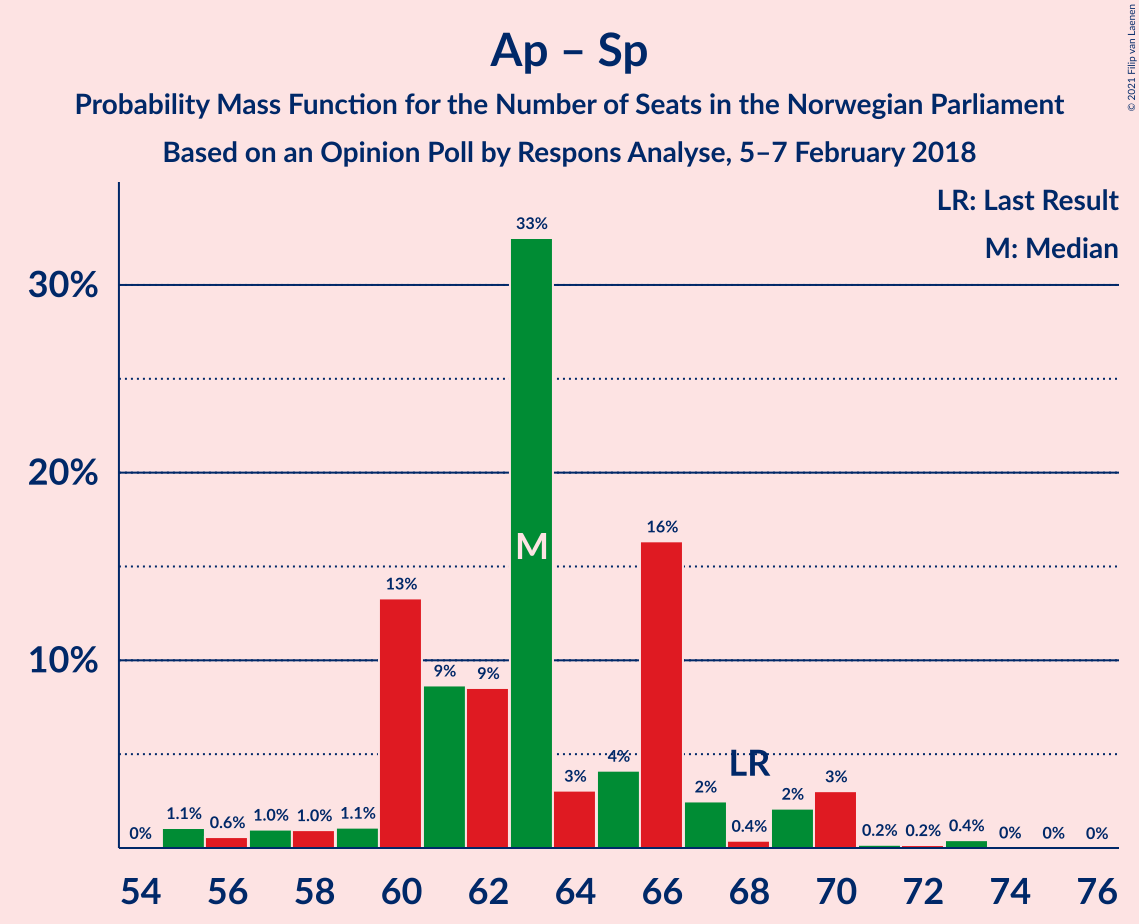 Ap – Sp
Probability Mass Function for the Number of Seats in the Norwegian Parliament
Based on an Opinion Poll by Respons Analyse, 5–7 February 2018
© 2021 Filip van Laenen
LR: Last Result
M: Median
30%
20%
10%
0%
1.1%
0.6%
1.0%
1.0%
1.1%
13%
9%
9%
33%
M
3%
4%
16%
2%
LR
0.4%
2%
3%
0.2%
0.2%
0.4%
0%
0%
0%
54 56 58 60 62 64 66 68 70 72 74 76